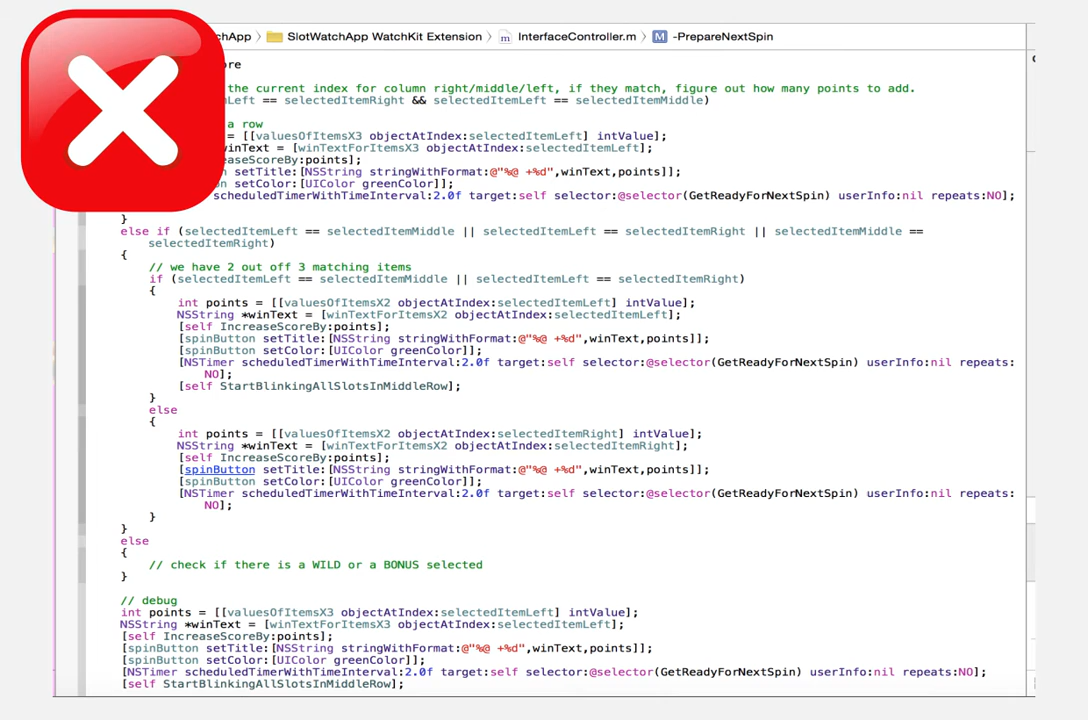 chApp 〉 SlotWatchApp WatchKit Extension 〉 m InterfaceController.m 〉 M -PrepareNextSpin
the current index for column right/middle/left, if they match, figure out how many points to add.
== selectedItemRight && selectedItemLeft == selectedItemMiddle)
a row
= [[valuesOfItemsX3 objectAtIndex:selectedItemLeft] intValue];
= [winTextForItemsX3 objectAtIndex:selectedItemLeft];
setTitle:[NSString stringWithFormat:@"%@ +%d",winText,points]];
setColor:[UIColor greenColor]];
scheduledTimerWithTimeInterval:2.0f target:self selector:@selector(GetReadyForNextSpin) userInfo:nil repeats:NO];
}
else if (selectedItemLeft == selectedItemMiddle || selectedItemLeft == selectedItemRight || selectedItemMiddle ==
selectedItemRight)
{
// we have 2 out off 3 matching items
if (selectedItemLeft == selectedItemMiddle || selectedItemLeft == selectedItemRight)
{
int points = [[valuesOfItemsX2 objectAtIndex:selectedItemLeft] intValue];
NSString *winText = [winTextForItemsX2 objectAtIndex:selectedItemLeft];
[self IncreaseScoreBy:points];
[spinButton setTitle:[NSString stringWithFormat:@"%@ +%d",winText,points]];
[spinButton setColor:[UIColor greenColor]];
[NSTimer scheduledTimerWithTimeInterval:2.0f target:self selector:@selector(GetReadyForNextSpin) userInfo:nil repeats:
NO];
[self StartBlinkingAllSlotsInMiddleRow];
}
else
{
int points = [[valuesOfItemsX2 objectAtIndex:selectedItemRight] intValue];
NSString *winText = [winTextForItemsX2 objectAtIndex:selectedItemRight];
[self IncreaseScoreBy:points];
[spinButton setTitle:[NSString stringWithFormat:@"%@ +%d",winText,points]];
[spinButton setColor:[UIColor greenColor]];
[NSTimer scheduledTimerWithTimeInterval:2.0f target:self selector:@selector(GetReadyForNextSpin) userInfo:nil repeats:
NO];
}
}
else
{
// check if there is a WILD or a BONUS selected
}
// debug
int points = [[valuesOfItemsX3 objectAtIndex:selectedItemLeft] intValue];
NSString *winText = [winTextForItemsX3 objectAtIndex:selectedItemLeft];
[self IncreaseScoreBy:points];
[spinButton setTitle:[NSString stringWithFormat:@"%@ +%d",winText,points]];
[spinButton setColor:[UIColor greenColor]];
[NSTimer scheduledTimerWithTimeInterval:2.0f target:self selector:@selector(GetReadyForNextSpin) userInfo:nil repeats:NO];
[self StartBlinkingAllSlotsInMiddleRow];